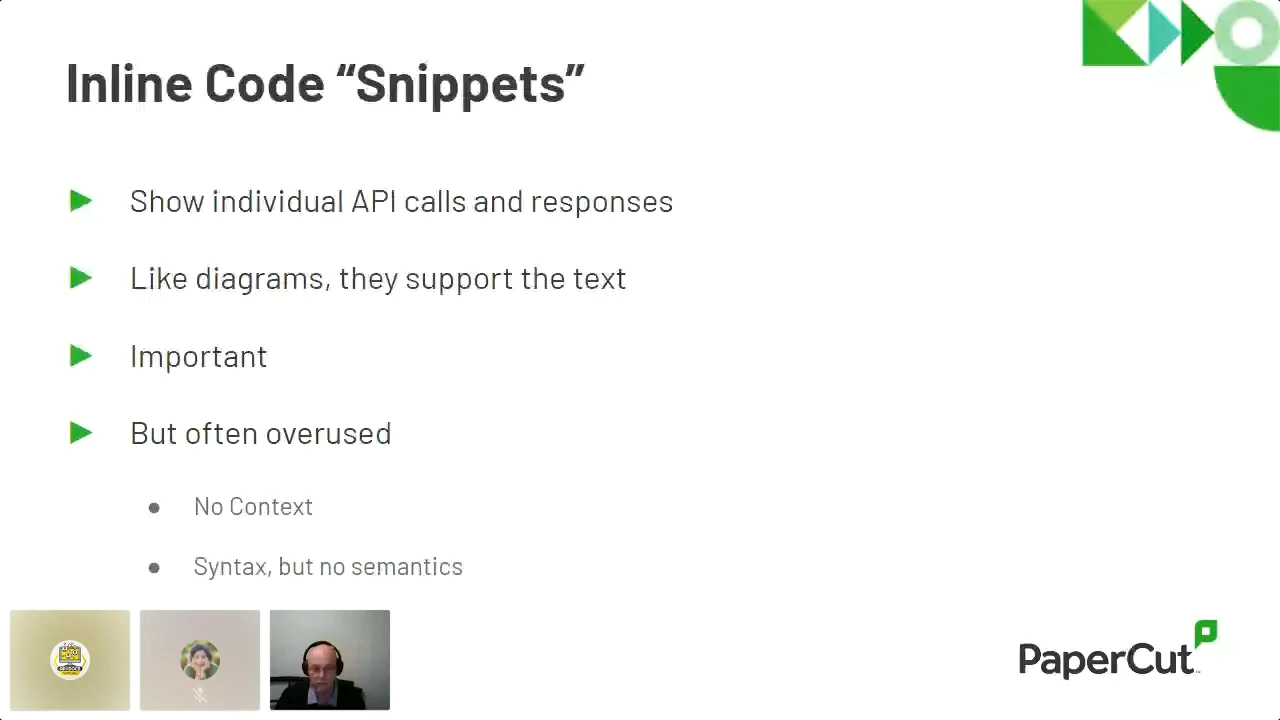 Inline Code “Snippets”
Show individual API calls and responses
Like diagrams, they support the text
Important
But often overused
No Context
Syntax, but no semantics
PaperCut